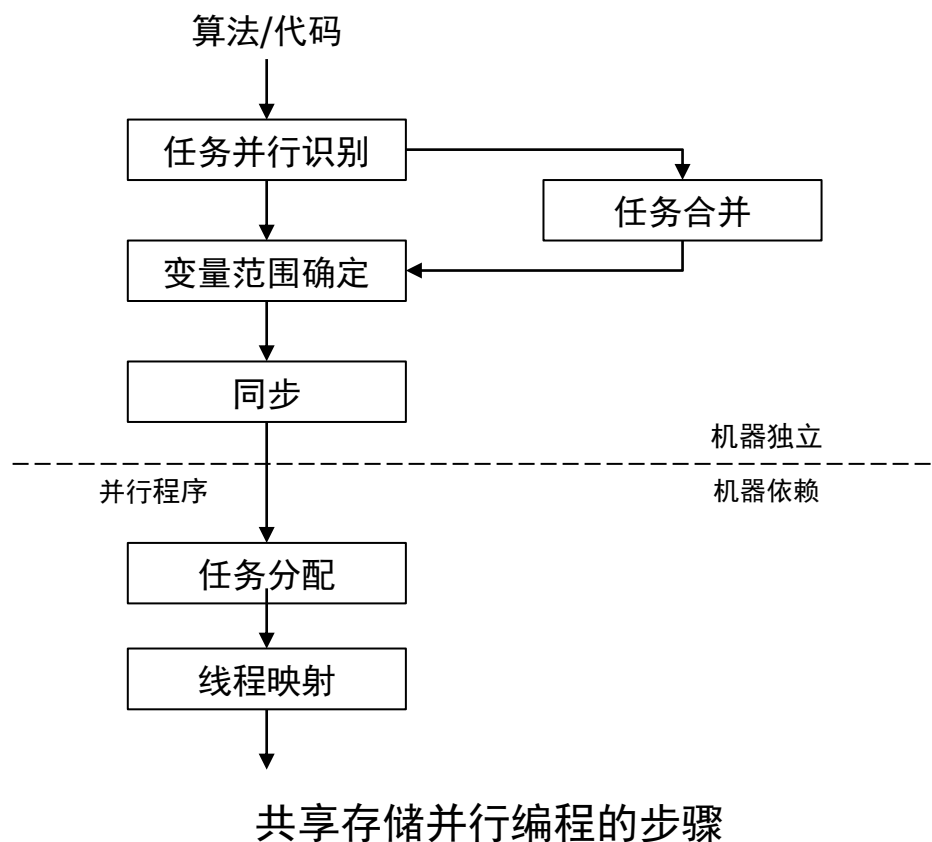 算法/代码
任务并行识别
任务合并
变量范围确定
同步
机器独立
并行程序
机器依赖
任务分配
线程映射
共享存储并行编程的步骤